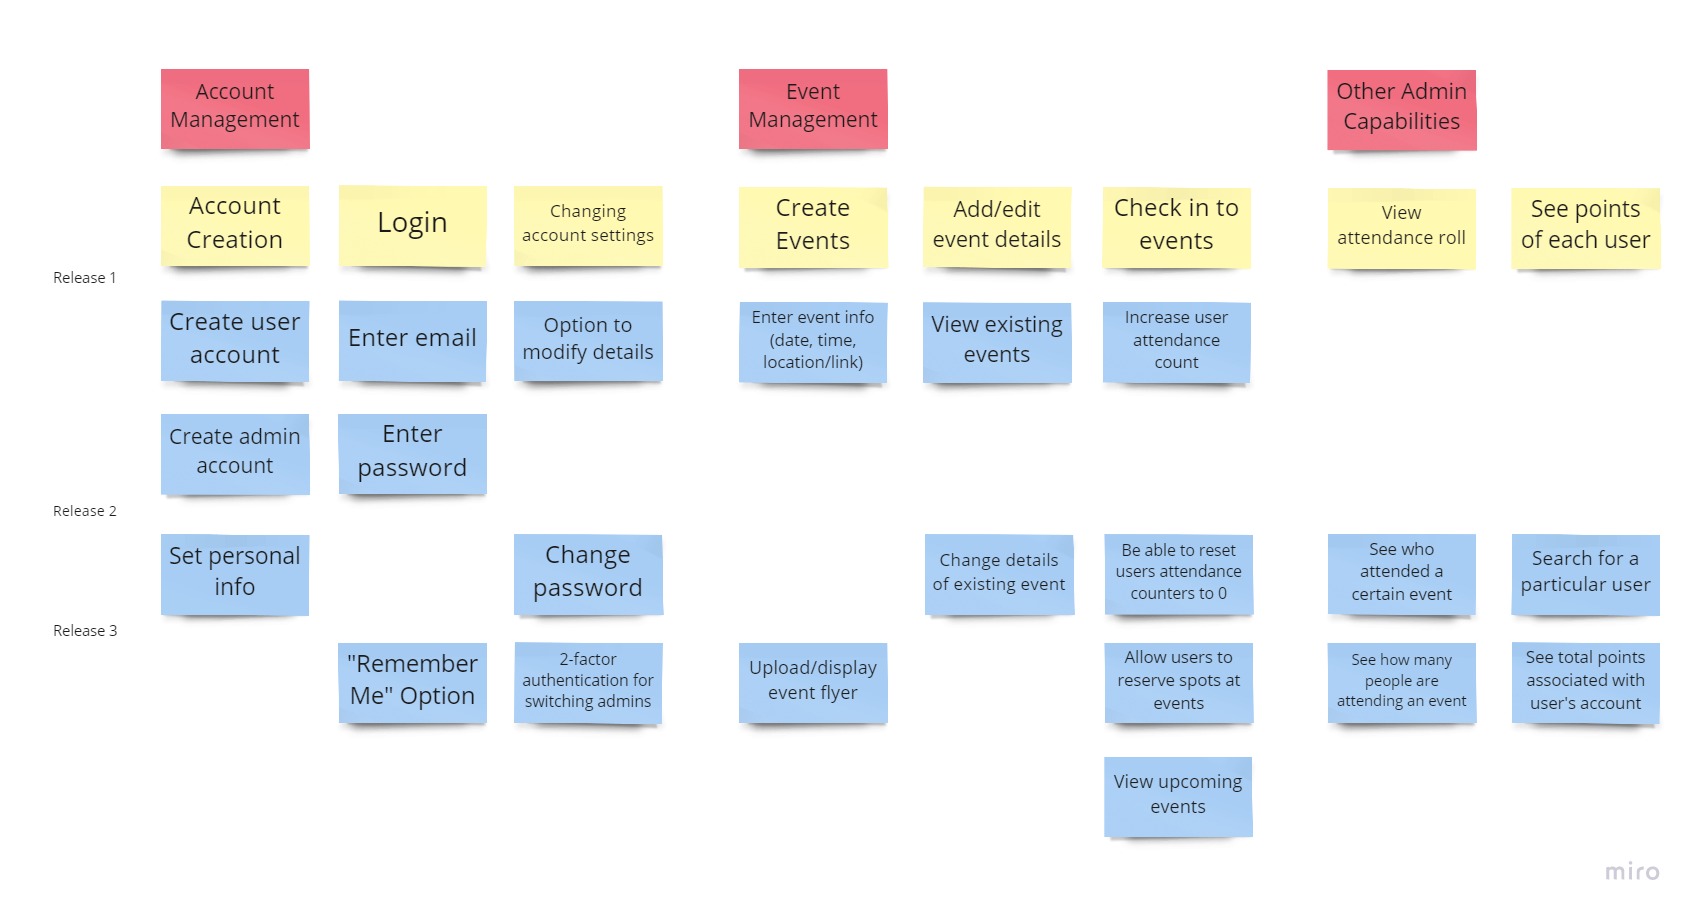 Account
Management
Event
Management
Other Admin
Capabilities
Account
Creation
Login
Changing
account settings
Create
Events
Add/edit
event details
Check in to
events
View
attendance roll
See points
of each user
Release 1
Create user
account
Enter email
Option to
modify details
Enter event info
(date, time,
location/link)
View existing
events
Increase user
attendance
count
Create admin
account
Enter
password
Release 2
Set personal
info
Change
password
Change details
of existing event
Be able to reset
users attendance
counters to 0
See who
attended a
certain event
Search for a
particular user
Release 3
"Remember
Me" Option
2-factor
authentication for
switching admins
Upload/display
event flyer
Allow users to
reserve spots at
events
See how many
people are
attending an event
See total points
associated with
user's account
View upcoming
events
miro